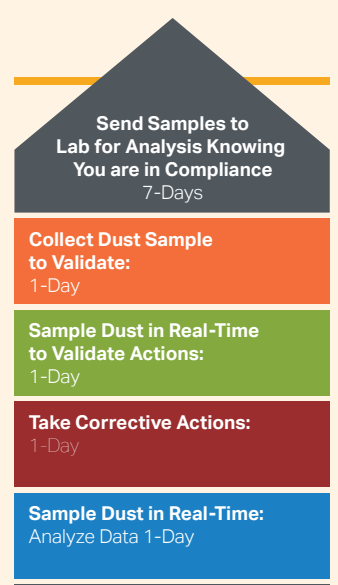 Send Samples to
Lab for Analysis Knowing
You are in Compliance
7-Days
Collect Dust Sample
to Validate:
1-Day
Sample Dust in Real-Time
to Validate Actions:
1-Day
Take Corrective Actions:
1-Day
Sample Dust in Real-Time:
Analyze Data 1-Day